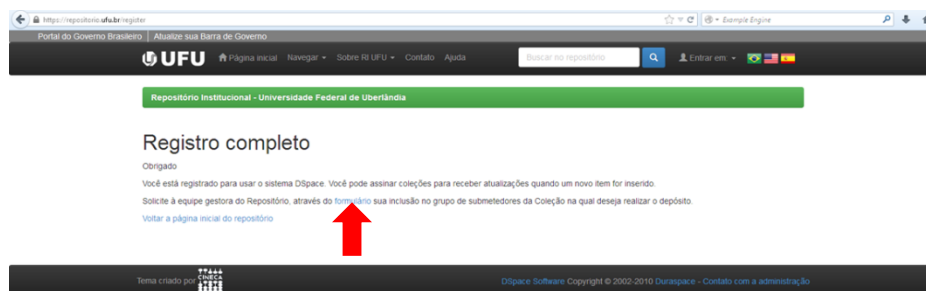 https://repositorio.ufu.br/register
Example Engine
Portal do Governo Brasileiro | Atualize sua Barra de Governo
UFU Página inicial Navegar Sobre RI UFU Contato Ajuda Buscar no repositório Entrar em:
Repositório Institucional - Universidade Federal de Uberlândia
Registro completo
Obrigado
Você está registrado para usar o sistema DSpace. Você pode assinar coleções para receber atualizações quando um novo item for inserido.
Solicite à equipe gestora do Repositório, através do formulário sua inclusão no grupo de submetedores da Coleção na qual deseja realizar o depósito.
Voltar a página inicial do repositório
Tema criado por CINECA DSpace Software Copyright © 2002-2010 Duraspace - Contato com a administração